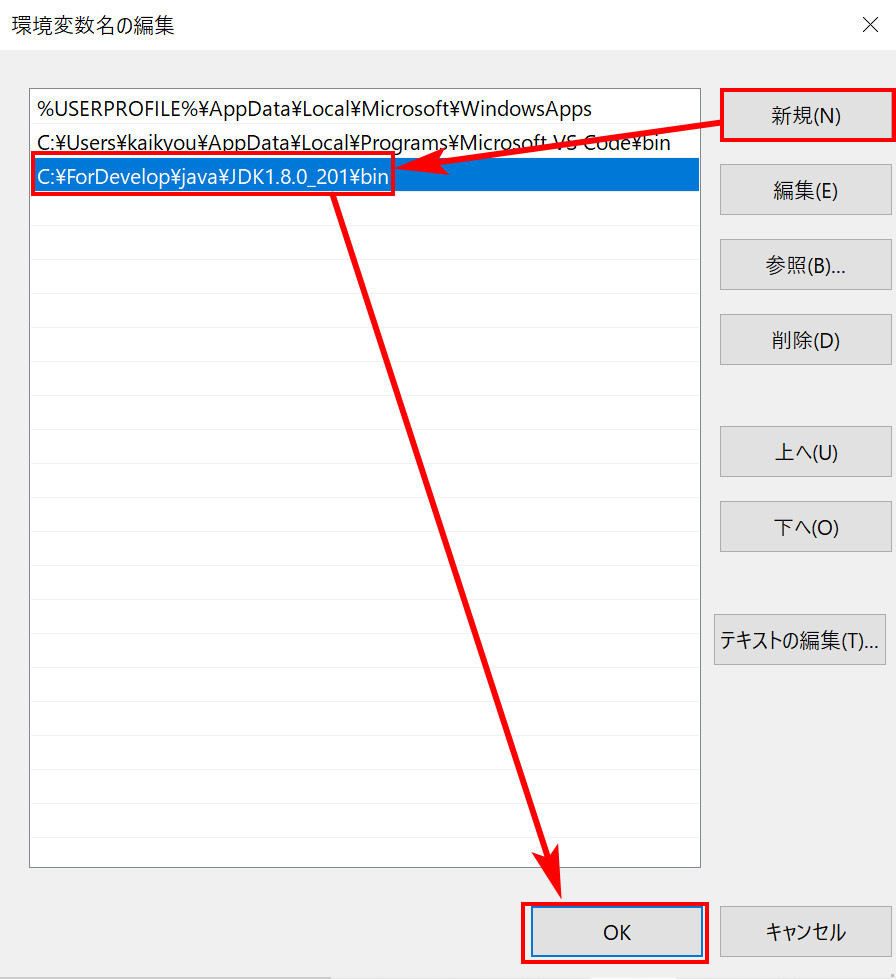 環境変数名の編集
%USERPROFILE%¥AppData¥Local¥Microsoft¥WindowsApps
C:¥Users¥kaikyou¥AppData¥Local¥Programs¥Microsoft VS Code¥bin
C:¥ForDevelop¥java¥JDK1.8.0_201¥bin
新規(N)
編集(E)
参照(B)...
削除(D)
上へ(U)
下へ(O)
テキストの編集(T)...
OK
キャンセル